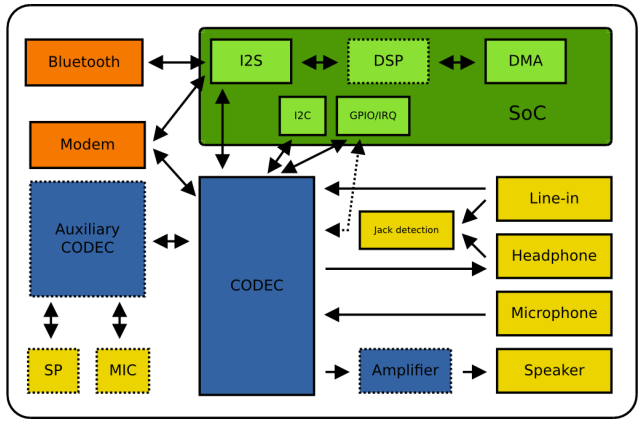 Bluetooth
I2S
DSP
DMA
I2C
GPIO/IRQ
SoC
Modem
Auxiliary
CODEC
CODEC
Line-in
Jack detection
Headphone
Microphone
SP
MIC
Amplifier
Speaker